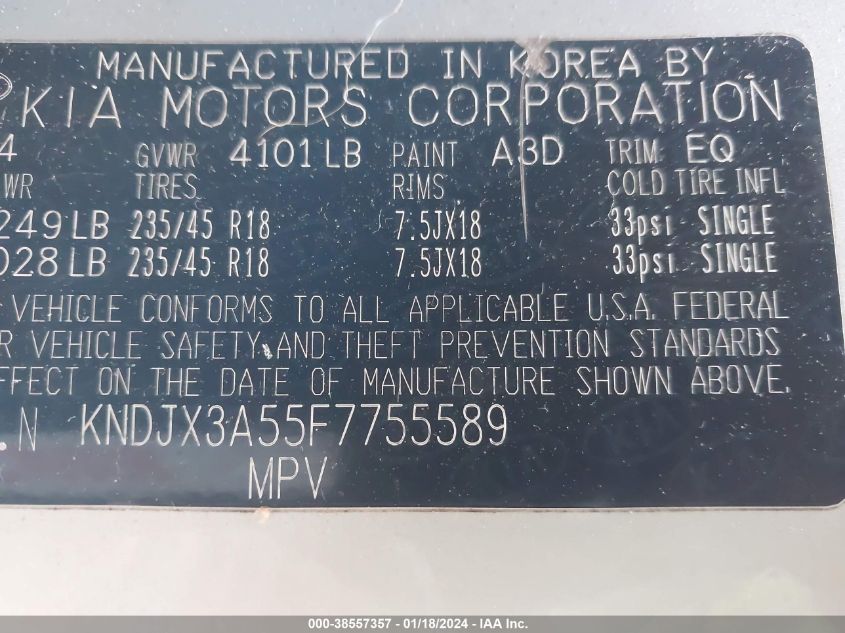 MANUFACTURED IN KOREA BY
KIA MOTORS CORPORATION
4 GVWR 4101LB PAINT A3D TRIM EQ
WR TIRES RIMS COLD TIRE INFL
249LB 235/45 R18 7.5JX18 33psi SINGLE
028LB 235/45 R18 7.5JX18 33psi SINGLE
VEHICLE CONFORMS TO ALL APPLICABLE U.S.A. FEDERAL
R VEHICLE SAFETY AND THEFT PREVENTION STANDARDS
FFECT ON THE DATE OF MANUFACTURE SHOWN ABOVE.
.N KNDJX3A55F7755589
MPV
000-38557357 - 01/18/2024 - IAA Inc.